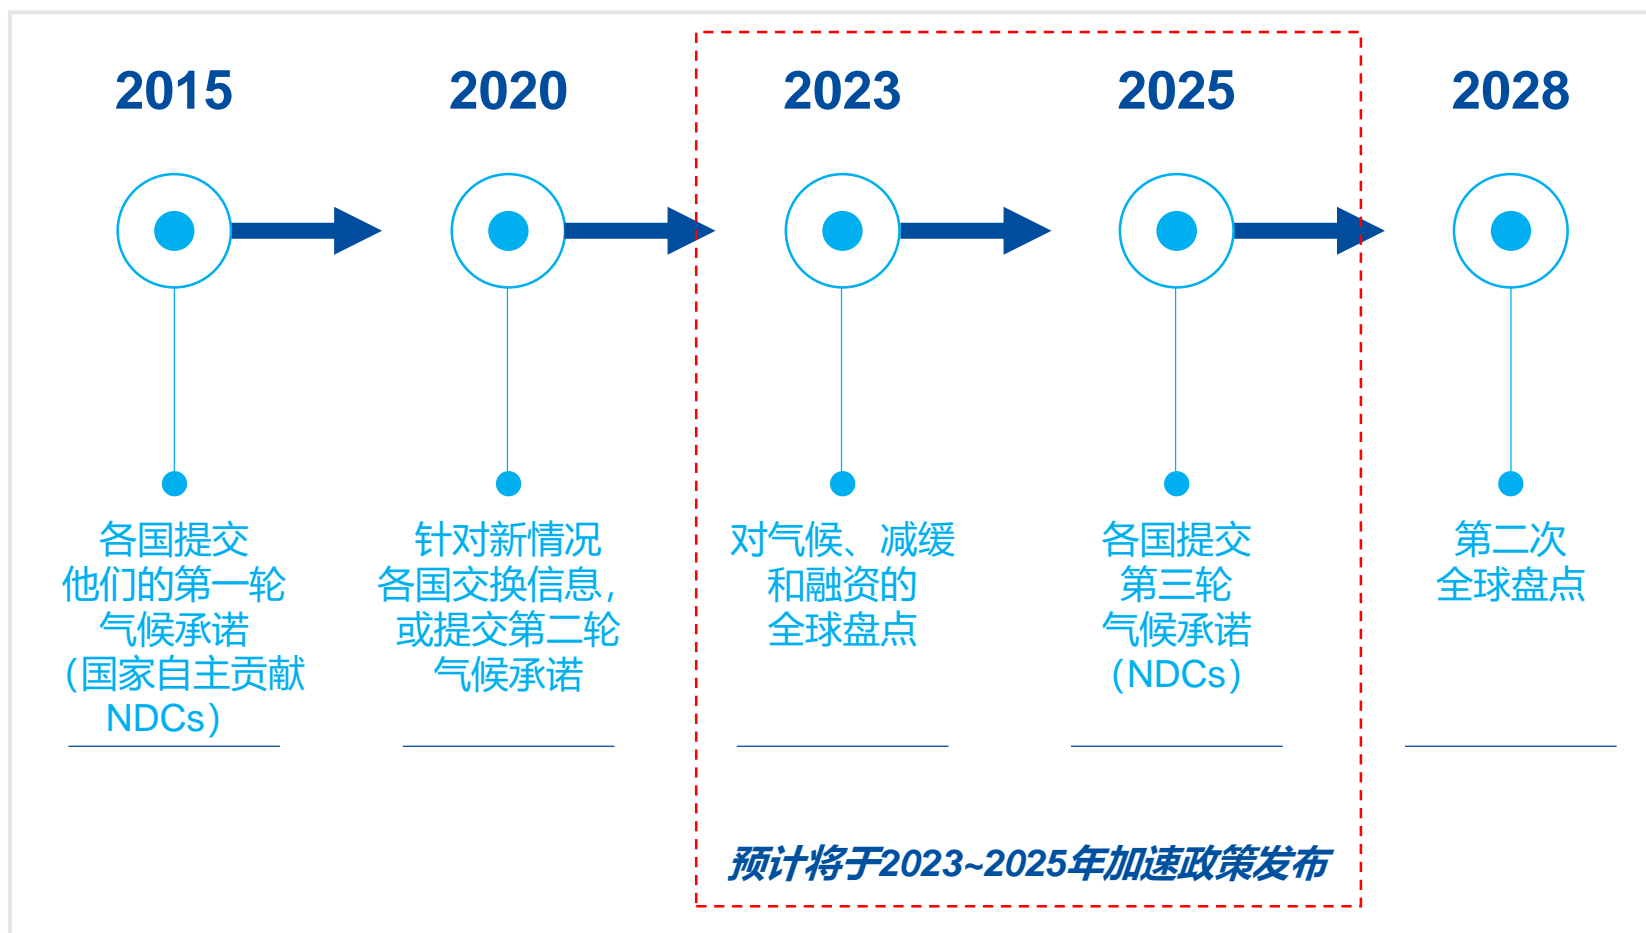 2015
2020
2023
2025
2028
各国提交
他们的第一轮
气候承诺
（国家自主贡献
NDCs）
针对新情况
各国交换信息，
或提交第二轮
气候承诺
对气候、减缓
和融资的
全球盘点
各国提交
第三轮
气候承诺
（NDCs）
第二次
全球盘点
预计将于2023~2025年加速政策发布